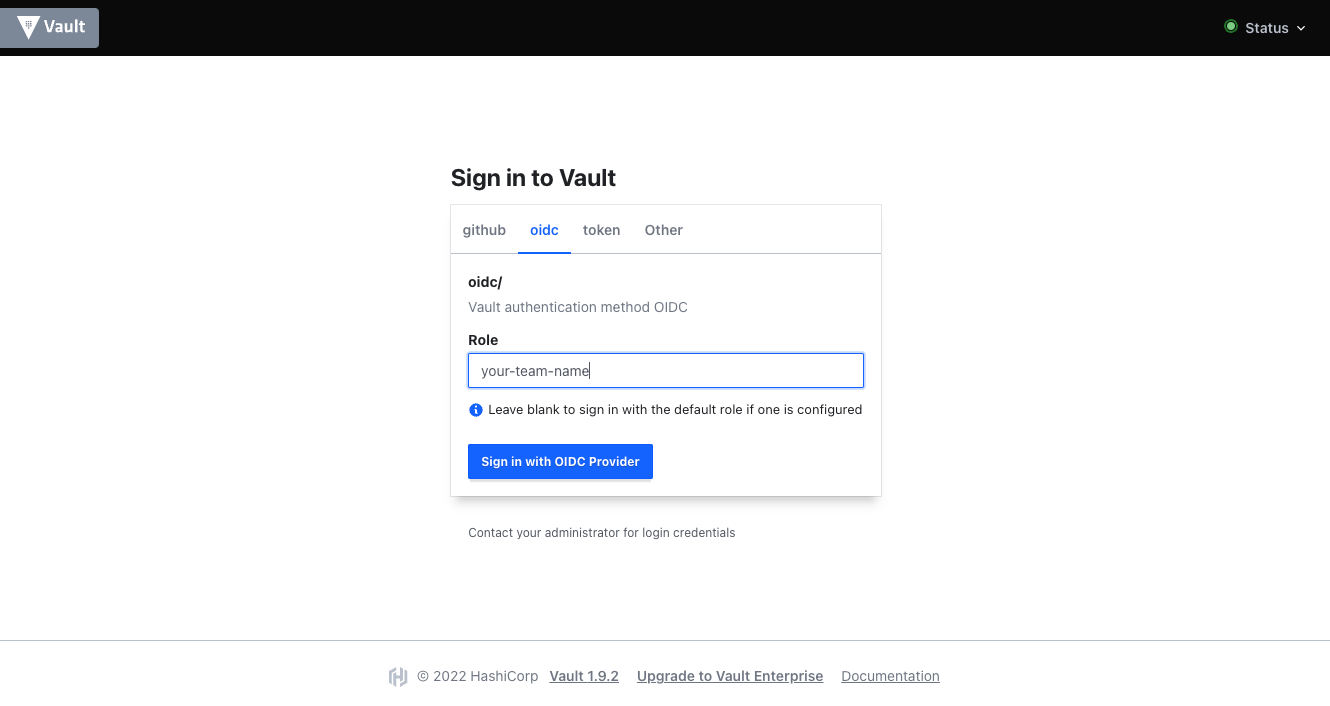 Vault
Status
Sign in to Vault
github oidc token Other
oidc/
Vault authentication method OIDC
Role
your-team-name
Leave blank to sign in with the default role if one is configured
Sign in with OIDC Provider
Contact your administrator for login credentials
© 2022 HashiCorp Vault 1.9.2 Upgrade to Vault Enterprise Documentation